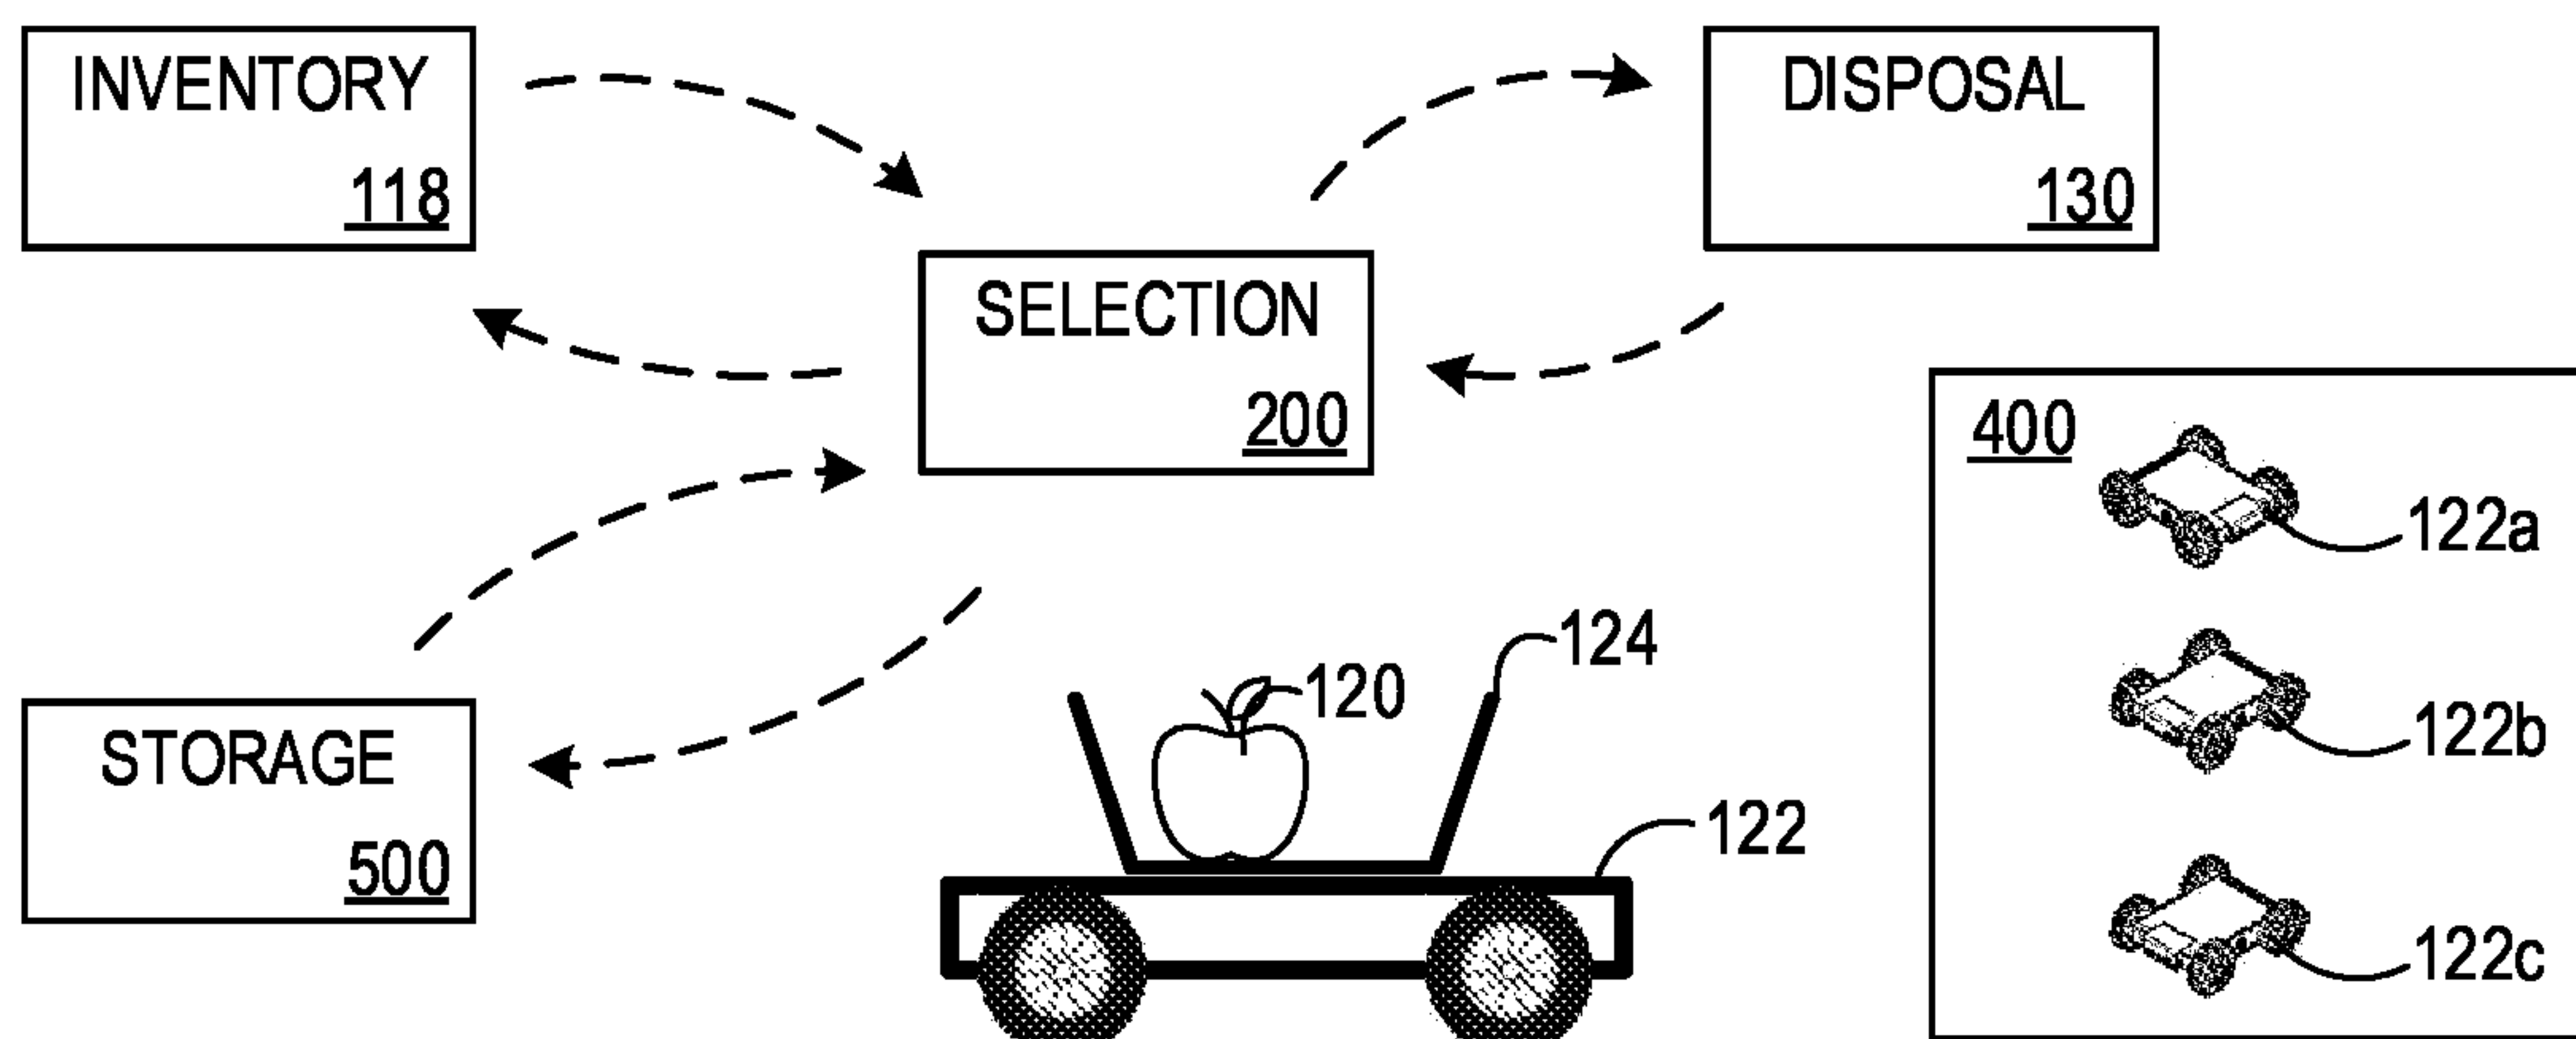 INVENTORY
118
DISPOSAL
130
SELECTION
200
400
122a
122b
122c
124
120
122
STORAGE
500